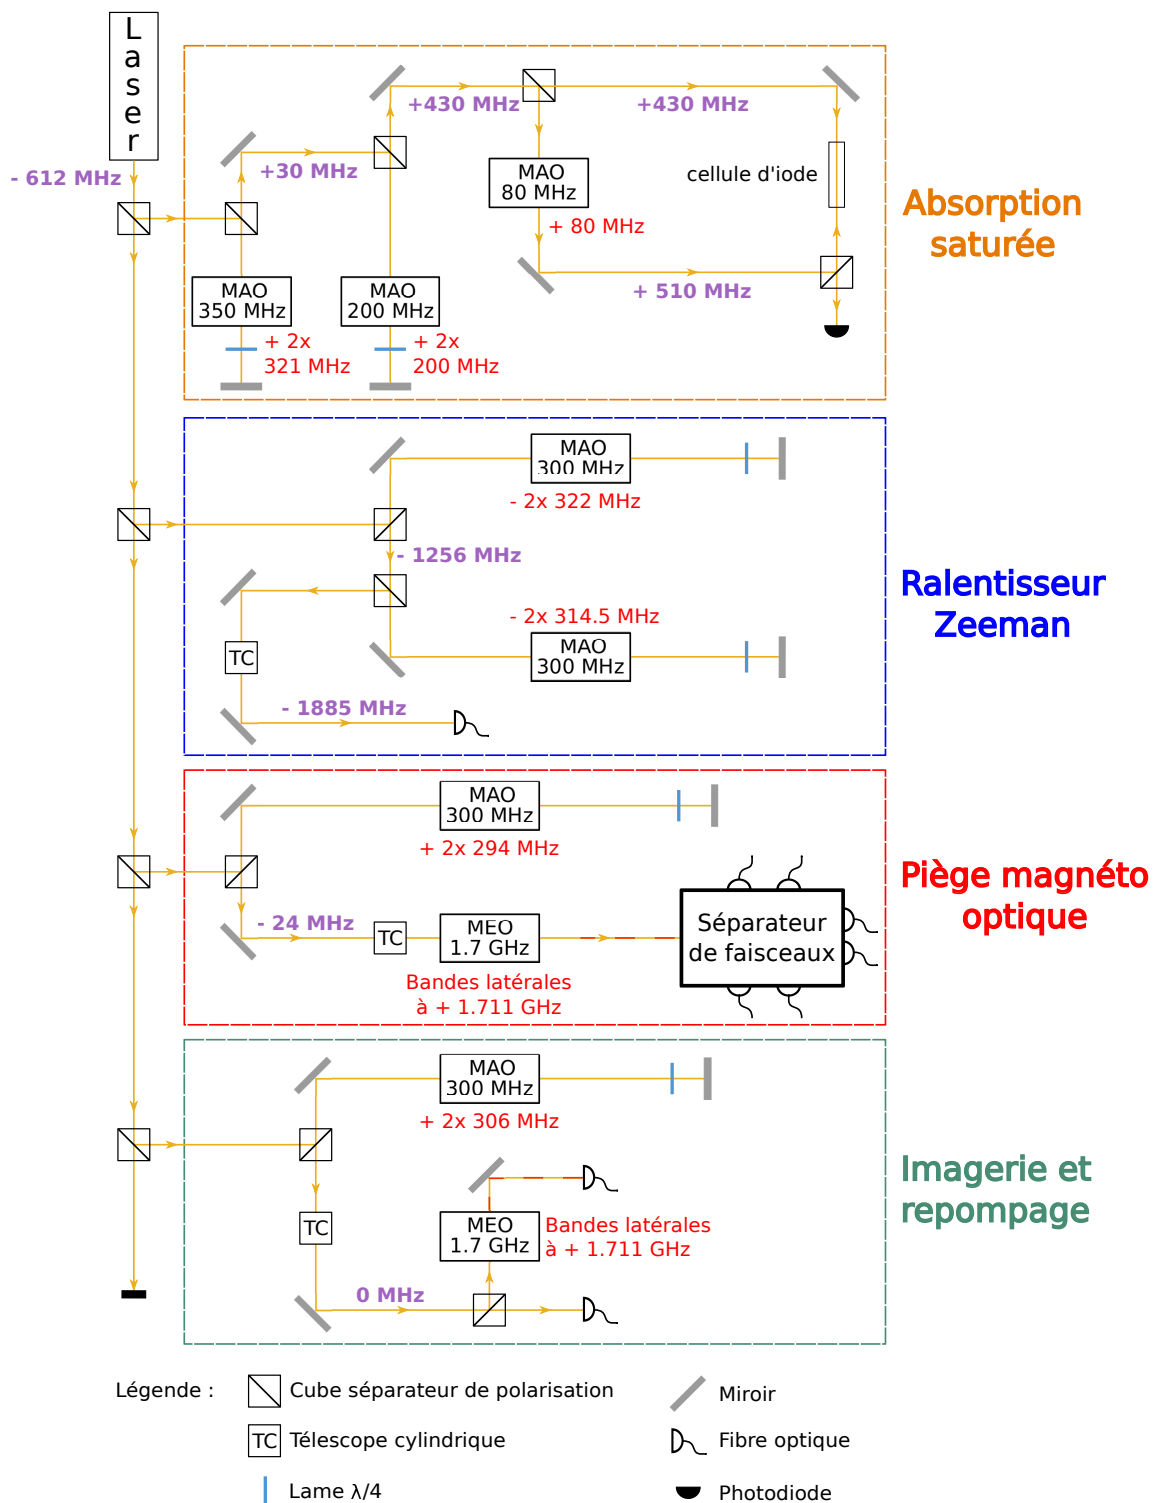 Laser
- 612 MHz
+30 MHz
+430 MHz
+430 MHz
MAO
80 MHz
+ 80 MHz
cellule d'iode
+ 510 MHz
MAO
350 MHz
+ 2x
321 MHz
MAO
200 MHz
+ 2x
200 MHz
Absorption
saturée
MAO
300 MHz
- 2x 322 MHz
- 1256 MHz
- 2x 314.5 MHz
MAO
300 MHz
TC
- 1885 MHz
Ralentisseur
Zeeman
MAO
300 MHz
+ 2x 294 MHz
- 24 MHz
TC
MEO
1.7 GHz
Bandes latérales
à + 1.711 GHz
Séparateur
de faisceaux
Piège magnéto
optique
MAO
300 MHz
+ 2x 306 MHz
TC
MEO
1.7 GHz
Bandes latérales
à + 1.711 GHz
0 MHz
Imagerie et
repompage
Légende :
Cube séparateur de polarisation
Miroir
TC
Télescope cylindrique
Fibre optique
Lame λ/4
Photodiode